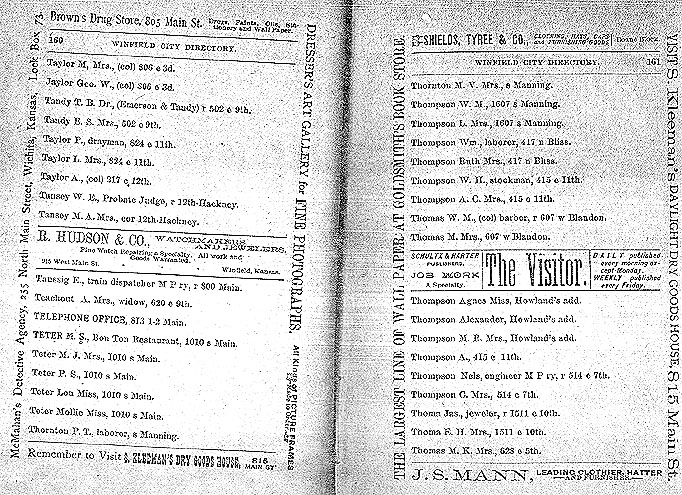 Brown's Drug Store, 805 Main St. Drugs, Paints, Oils, Stationery and Wall Paper.
160 WINFIELD CITY DIRECTORY.
Taylor M, Mrs., (col) 306 e 3d.
Taylor Geo. W., (col) 306 e 3d.
Tandy T. B. Dr., (Emerson & Tandy) r 502 e 9th.
Tandy E. S. Mrs., 502 e 9th.
Taylor P., drayman, 824 e 11th.
Taylor L. Mrs., 824 e 11th.
Taylor A., (col) 317 e 12th.
Tansey W. E., Probate Judge, r 12th-Hackney.
Tansey M. A. Mrs., cor 12th-Hackney.
R. HUDSON & CO., WATCHMAKERS AND JEWELERS.
Fine Watch Repairing a Specialty. All work and Goods Warranted.
915 West Main St. Winfield, Kansas.
Taussig E., train dispatcher M P ry, r 800 Main.
Teachout A. Mrs., widow, 620 e 9th.
TELEPHONE OFFICE, 813 1-2 Main.
TETER M. S., Bon Ton Restaurant, 1010 s Main.
Teter M. J. Mrs., 1010 s Main.
Teter P. S., 1010 s Main.
Teter Lou Miss, 1010 s Main.
Teter Mollie Miss, 1010 s Main.
Thornton P. T., laborer, s Manning.
Remember to Visit S. KLEEMAN'S DRY GOODS HOUSE, 815 MAIN ST
McMahan's Detective Agency, 235 North Main Street, Wichita, Kansas, Lock Box 73.
DRESSER'S ART GALLERY for FINE PHOTOGRAPHS.
All Kinds of PICTURE FRAMES
SHIELDS, TYREE & CO., CLOTHING, HATS, CAPS and FURNISHING GOODS Doane Block.
WINFIELD CITY DIRECTORY. 161
Thornton M. V. Mrs., s Manning.
Thompson W. M., 1607 s Manning.
Thompson L. Mrs., 1607 s Manning.
Thompson Wm., laborer, 417 n Bliss.
Thompson Ruth Mrs., 417 n Bliss.
Thompson W. H., stockman, 415 e 11th.
Thompson A. C. Mrs., 415 e 11th.
Thomas W. M., (col) barber, r 607 w Blandon.
Thomas M. Mrs., 607 w Blandon.
SCHULTZ & HARTER PUBLISHERS.
JOB WORK A Specialty.
The Visitor.
DAILY published every morning except Monday.
WEEKLY published every Friday.
Thompson Agnes Miss, Howland's add.
Thompson Alexander, Howland's add.
Thompson M. E. Mrs., Howland's add.
Thompson A., 415 e 11th.
Thompson Nels, engineer M P ry, r 514 e 7th.
Thompson C. Mrs., 514 e 7th.
Thoms Jas., jeweler, r 1511 e 10th.
Thoms E. H. Mrs., 1511 e 10th.
Thomas M. K. Mrs., 628 e 5th.
J. S. MANN, LEADING CLOTHIER, HATTER AND FURNISHER.
THE LARGEST LINE OF WALL PAPER AT GOLDSMITH'S BOOK STORE
VISIT S. Kleeman's DAYLIGHT DRY GOODS HOUSE, 815 Main St.